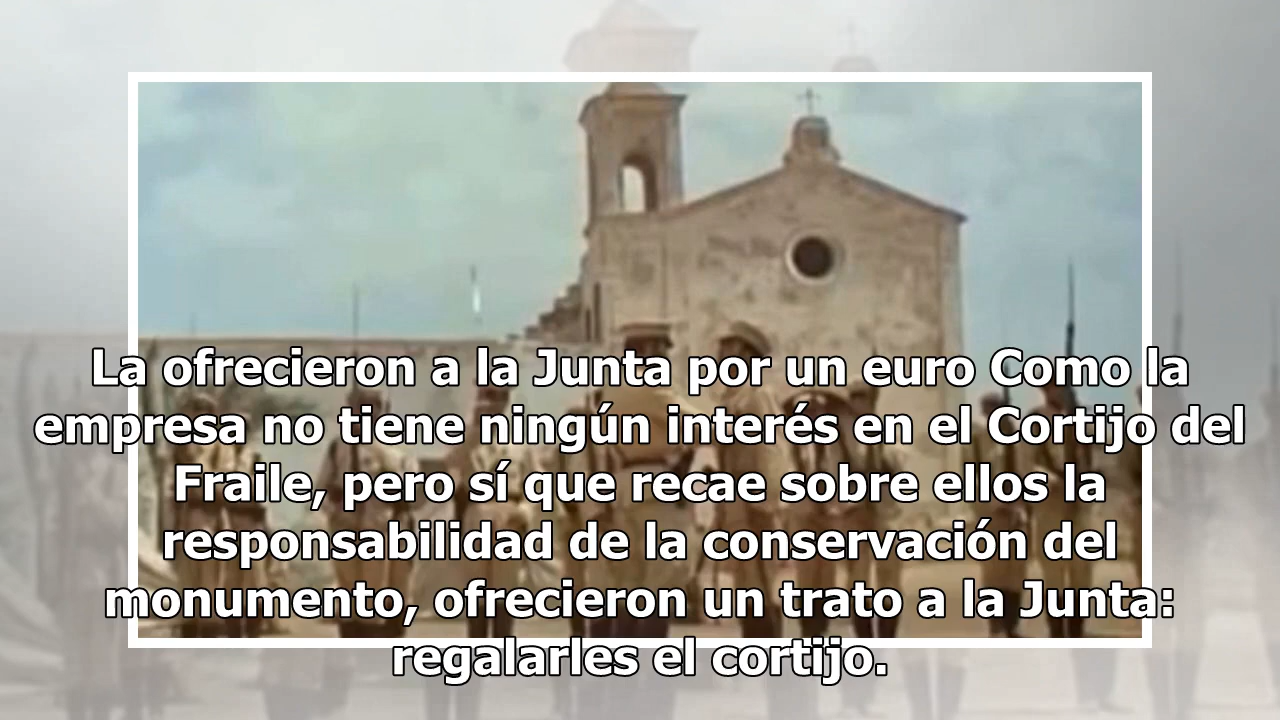 La ofrecieron a la Junta por un euro Como la
empresa no tiene ningún interés en el Cortijo del
Fraile, pero sí que recae sobre ellos la
responsabilidad de la conservación del
monumento, ofrecieron un trato a la Junta:
regalarles el cortijo.